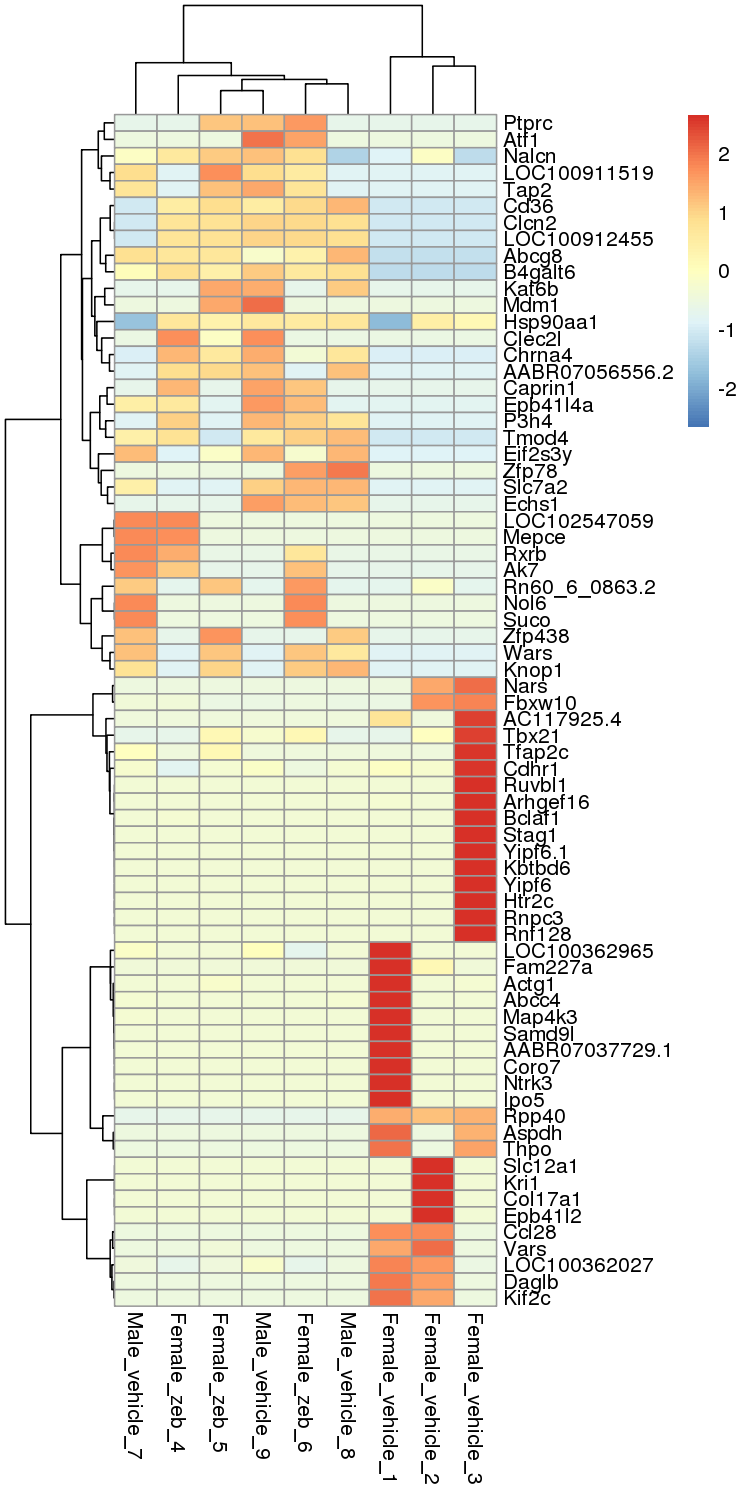 Ptprc
Atf1
Nalcn
LOC100911519
Tap2
Cd36
Clcn2
LOC100912455
Abcg8
B4galt6
Kat6b
Mdm1
Hsp90aa1
Clec2l
Chrna4
AABR07056556.2
Caprin1
Epb41l4a
P3h4
Tmod4
Eif2s3y
Zfp78
Slc7a2
Echs1
LOC102547059
Mepce
Rxrb
Ak7
Rn60_6_0863.2
Nol6
Suco
Zfp438
Wars
Knop1
Nars
Fbxw10
AC117925.4
Tbx21
Tfap2c
Cdhr1
Ruvbl1
Arhgef16
Bclaf1
Stag1
Yipf6.1
Kbtbd6
Yipf6
Htr2c
Rnpc3
Rnf128
LOC100362965
Fam227a
Actg1
Abcc4
Map4k3
Samd9l
AABR07037729.1
Coro7
Ntrk3
Ipo5
Rpp40
Aspdh
Thpo
Slc12a1
Kri1
Col17a1
Epb41l2
Ccl28
Vars
LOC100362027
Daglb
Kif2c
2
1
0
-1
-2
Male_vehicle_7
Female_zeb_4
Female_zeb_5
Male_vehicle_9
Female_zeb_6
Male_vehicle_8
Female_vehicle_1
Female_vehicle_2
Female_vehicle_3